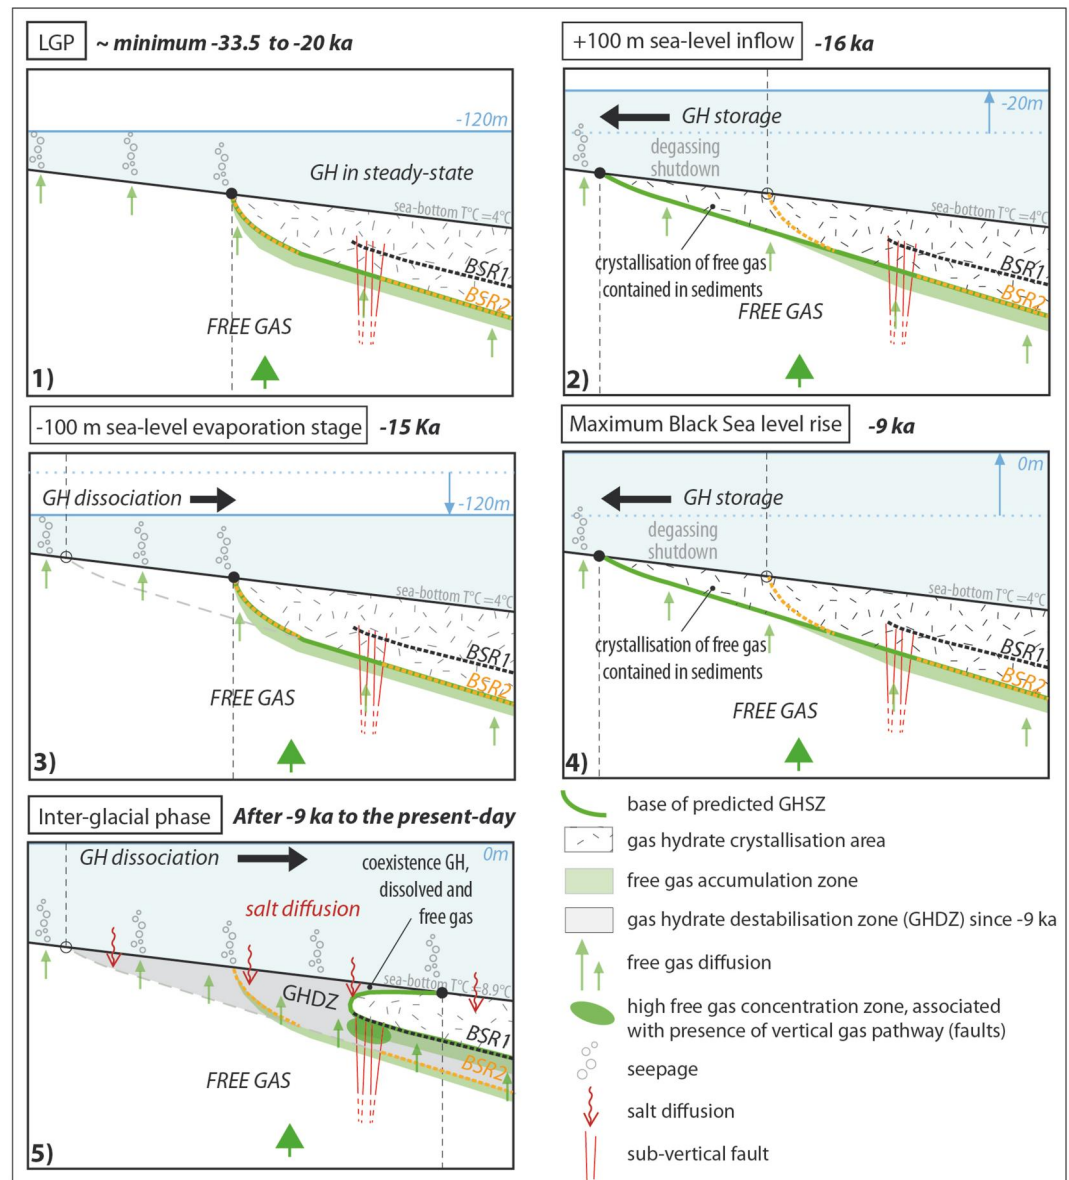 LGP ~ minimum -33.5 to -20 ka
-120m
GH in steady-state
sea-bottom T°C =4°C
BSR1
BSR2
FREE GAS
1)
+100 m sea-level inflow -16 ka
-20m
GH storage
degassing
shutdown
sea-bottom T°C =4°C
crystallisation of free gas
contained in sediments
BSR1
BSR2
FREE GAS
2)
-100 m sea-level evaporation stage -15 Ka
GH dissociation
-120m
sea-bottom T°C =4°C
BSR1
BSR2
FREE GAS
3)
Maximum Black Sea level rise -9 ka
0m
GH storage
degassing
shutdown
sea-bottom T°C =4°C
crystallisation of free gas
contained in sediments
BSR1
BSR2
FREE GAS
4)
Inter-glacial phase After -9 ka to the present-day
GH dissociation
0m
coexistence GH,
dissolved and
free gas
salt diffusion
sea-bottom T°C =8.9°C
GHDZ
BSR1
BSR2
FREE GAS
5)
base of predicted GHSZ
gas hydrate crystallisation area
free gas accumulation zone
gas hydrate destabilisation zone (GHDZ) since -9 ka
free gas diffusion
high free gas concentration zone, associated
with presence of vertical gas pathway (faults)
seepage
salt diffusion
sub-vertical fault